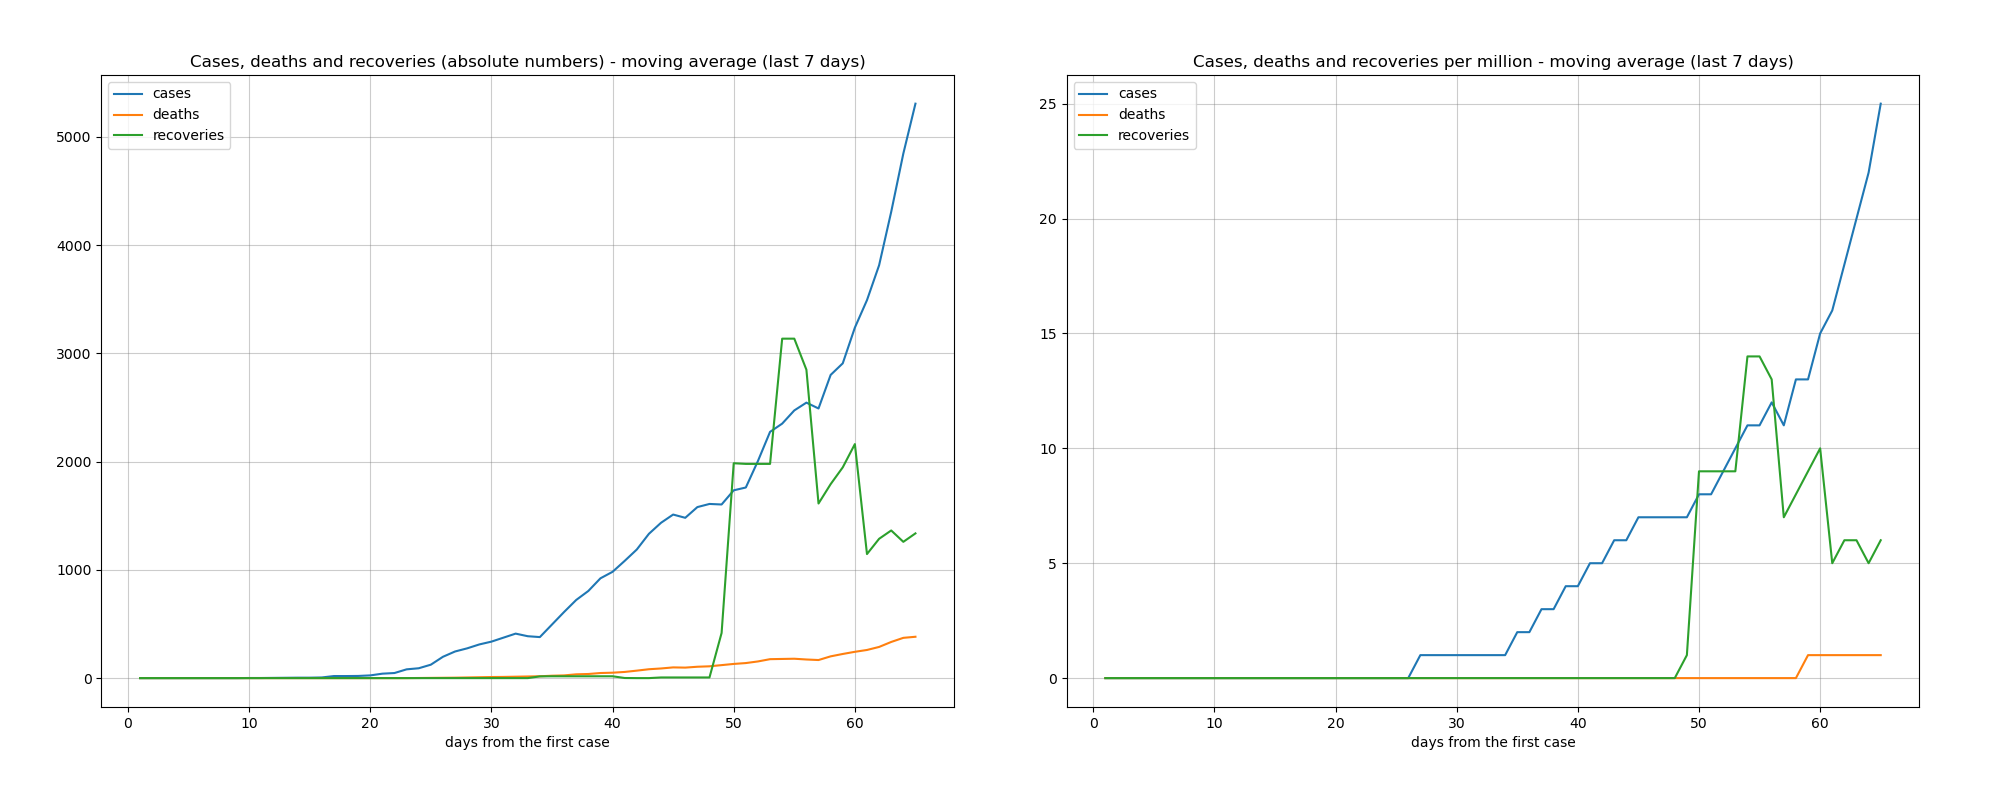 Cases, deaths and recoveries (absolute numbers) - moving average (last 7 days)
cases
deaths
recoveries
5000
4000
3000
2000
1000
0
0 10 20 30 40 50 60
days from the first case
Cases, deaths and recoveries per million - moving average (last 7 days)
cases
deaths
recoveries
25
20
15
10
5
0
0 10 20 30 40 50 60
days from the first case